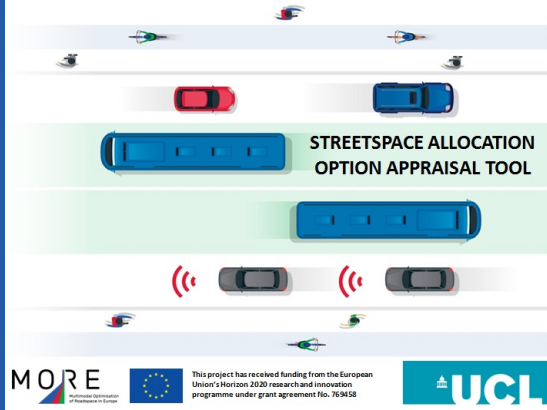 STREETSPACE ALLOCATION
OPTION APPRAISAL TOOL
MORE
Multimodal Optimisation
of Roadspace in Europe
This project has received funding from the European
Union's Horizon 2020 research and innovation
programme under grant agreement No. 769458
UCL